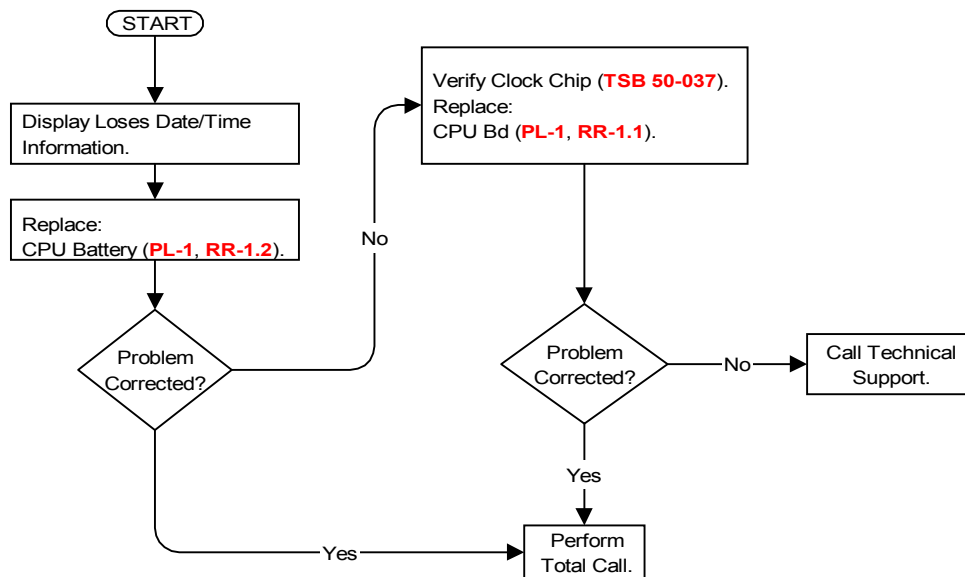 START
Display Loses Date/Time
Information.
Replace:
CPU Battery (PL-1, RR-1.2).
Problem
Corrected?
No
Verify Clock Chip (TSB 50-037).
Replace:
CPU Bd (PL-1, RR-1.1).
Problem
Corrected?
No
Call Technical
Support.
Yes
Yes
Perform
Total Call.